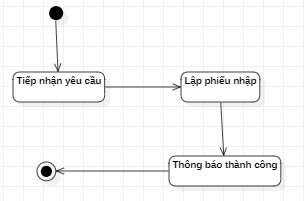 Tiếp nhận yêu cầu
Lập phiếu nhập
Thông báo thành công